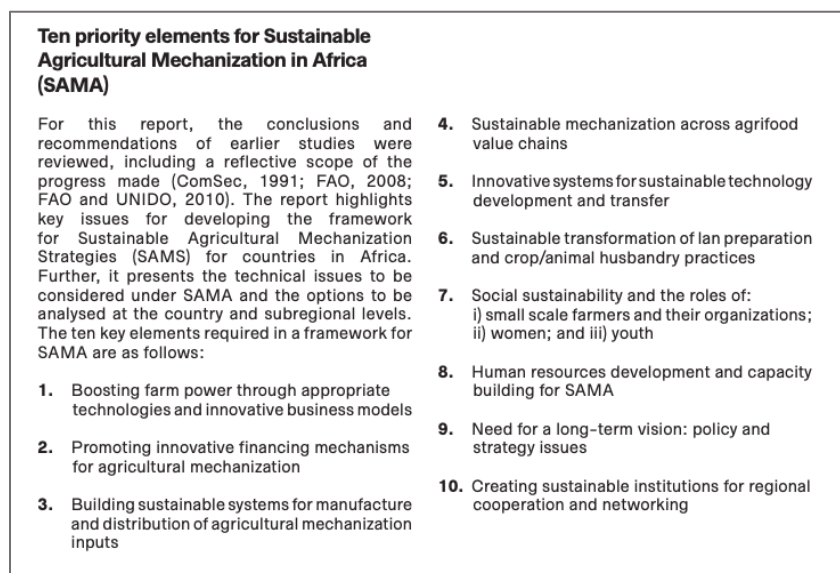 Ten priority elements for Sustainable
Agricultural Mechanization in Africa
(SAMA)
For this report, the conclusions and
recommendations of earlier studies were
reviewed, including a reflective scope of the
progress made (ComSec, 1991; FAO, 2008;
FAO and UNIDO, 2010). The report highlights
key issues for developing the framework
for Sustainable Agricultural Mechanization
Strategies (SAMS) for countries in Africa.
Further, it presents the technical issues to be
considered under SAMA and the options to be
analysed at the country and subregional levels.
The ten key elements required in a framework for
SAMA are as follows:
1. Boosting farm power through appropriate
technologies and innovative business models
2. Promoting innovative financing mechanisms
for agricultural mechanization
3. Building sustainable systems for manufacture
and distribution of agricultural mechanization
inputs
4. Sustainable mechanization across agrifood
value chains
5. Innovative systems for sustainable technology
development and transfer
6. Sustainable transformation of lan preparation
and crop/animal husbandry practices
7. Social sustainability and the roles of:
i) small scale farmers and their organizations;
ii) women; and iii) youth
8. Human resources development and capacity
building for SAMA
9. Need for a long-term vision: policy and
strategy issues
10. Creating sustainable institutions for regional
cooperation and networking